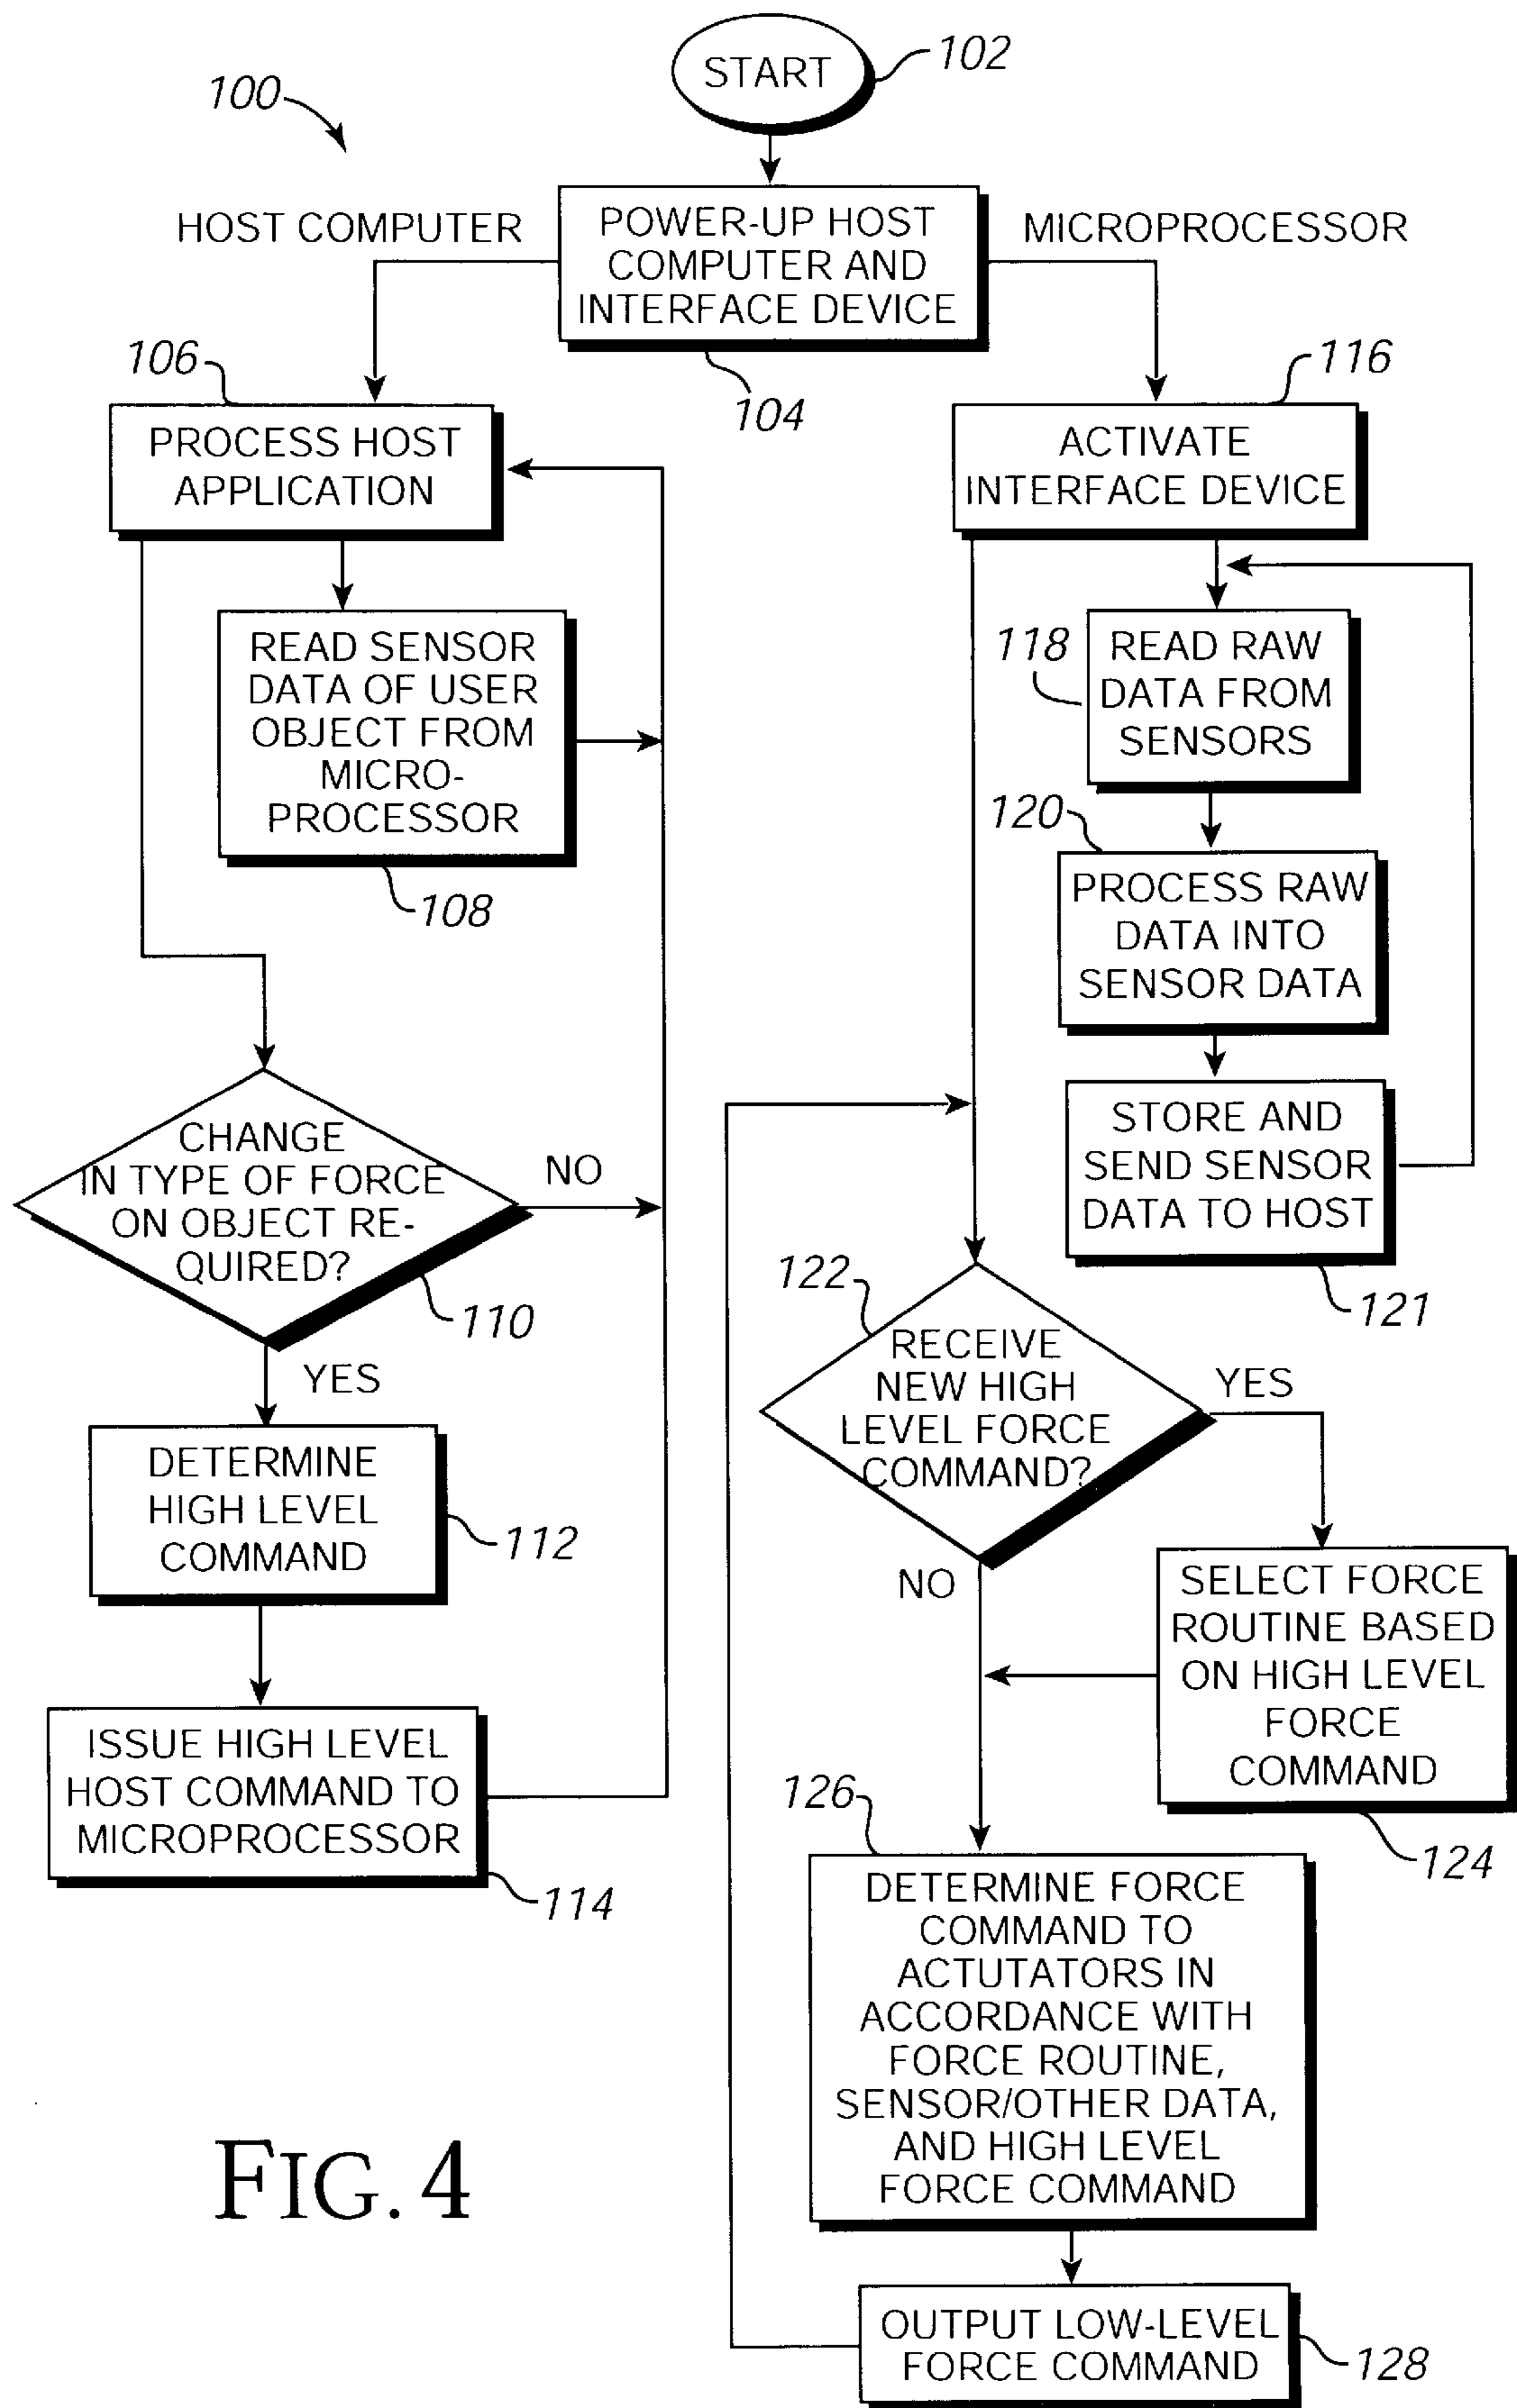 START
102
100
HOST COMPUTER
POWER-UP HOST
COMPUTER AND
INTERFACE DEVICE
MICROPROCESSOR
104
106
PROCESS HOST
APPLICATION
116
ACTIVATE
INTERFACE DEVICE
READ SENSOR
DATA OF USER
OBJECT FROM
MICRO-
PROCESSOR
108
118
READ RAW
DATA FROM
SENSORS
120
PROCESS RAW
DATA INTO
SENSOR DATA
STORE AND
SEND SENSOR
DATA TO HOST
121
CHANGE
IN TYPE OF FORCE
ON OBJECT RE-
QUIRED?
NO
110
YES
122
RECEIVE
NEW HIGH
LEVEL FORCE
COMMAND?
YES
NO
DETERMINE
HIGH LEVEL
COMMAND
112
SELECT FORCE
ROUTINE BASED
ON HIGH LEVEL
FORCE
COMMAND
124
ISSUE HIGH LEVEL
HOST COMMAND TO
MICROPROCESSOR
114
126
DETERMINE FORCE
COMMAND TO
ACTUTATORS IN
ACCORDANCE WITH
FORCE ROUTINE,
SENSOR/OTHER DATA,
AND HIGH LEVEL
FORCE COMMAND
OUTPUT LOW-LEVEL
FORCE COMMAND
128
FIG. 4